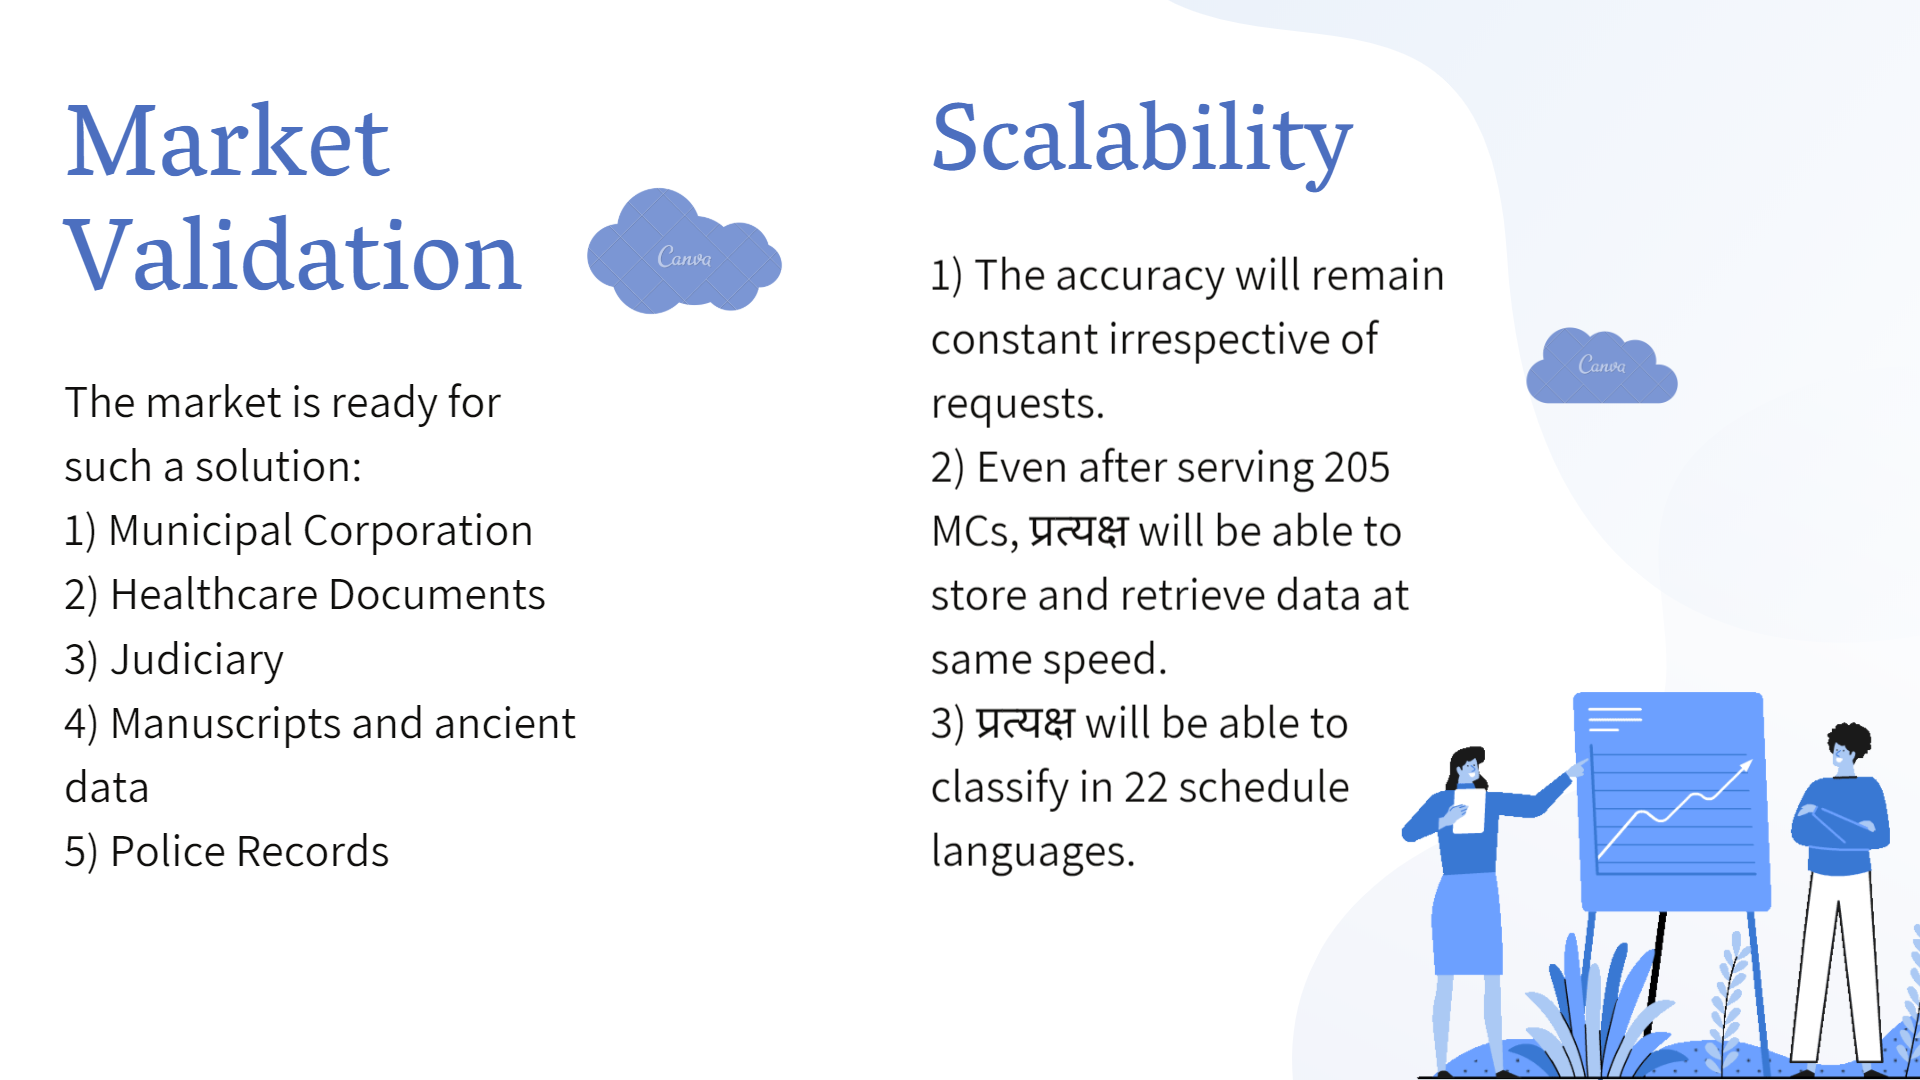 Market
Validation
Canva
The market is ready for
such a solution:
1) Municipal Corporation
2) Healthcare Documents
3) Judiciary
4) Manuscripts and ancient
data
5) Police Records
Scalability
1) The accuracy will remain
constant irrespective of
requests.
2) Even after serving 205
MCs, प्रत्यक्ष will be able to
store and retrieve data at
same speed.
3) प्रत्यक्ष will be able to
classify in 22 schedule
languages.
Canva